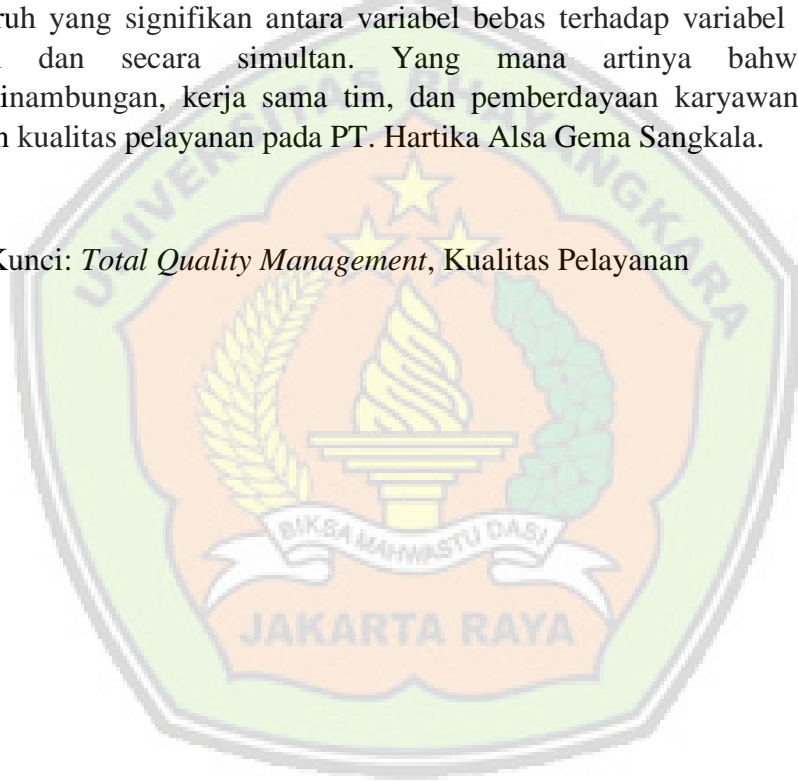 ruh yang signifikan antara variabel bebas terhadap variabel
dan secara simultan. Yang mana artinya bahw
inambungan, kerja sama tim, dan pemberdayaan karyawan
n kualitas pelayanan pada PT. Hartika Alsa Gema Sangkala.
Kunci: Total Quality Management, Kualitas Pelayanan
UNIVERSITAS BHAYANGKARA
BIKSA MAHWASTU DASI
JAKARTA RAYA